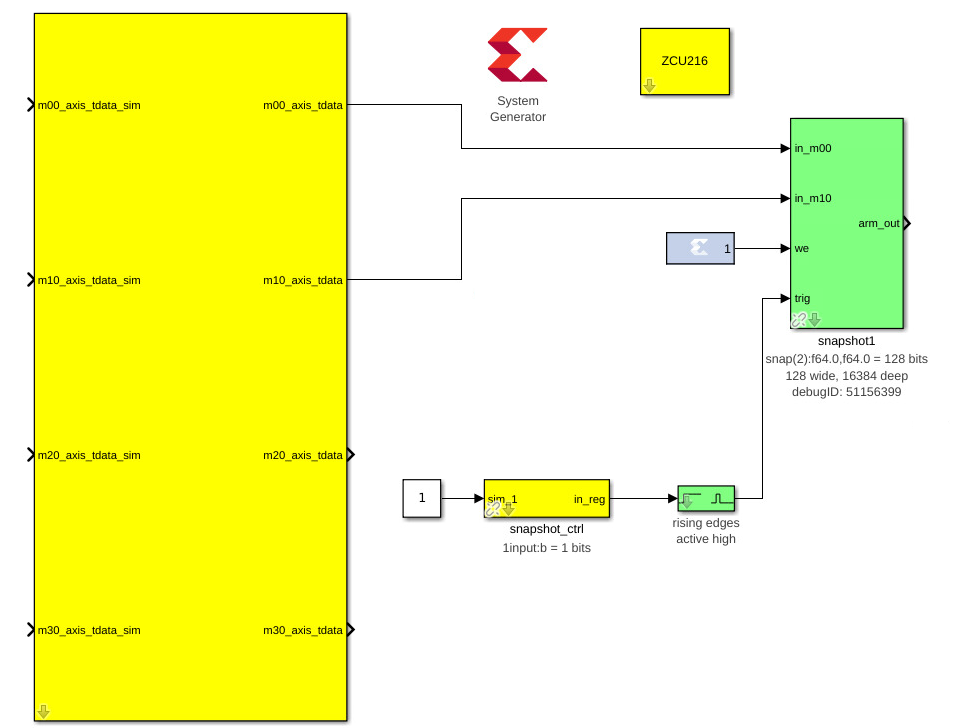 m00_axis_tdata_sim
m00_axis_tdata
m10_axis_tdata_sim
m10_axis_tdata
m20_axis_tdata_sim
m20_axis_tdata
m30_axis_tdata_sim
m30_axis_tdata
System
Generator
ZCU216
in_m00
in_m10
we
trig
arm_out
1
snapshot1
snap(2):f64.0,f64.0 = 128 bits
128 wide, 16384 deep
debugID: 51156399
1
sim_1
in_reg
snapshot_ctrl
1input:b = 1 bits
rising edges
active high